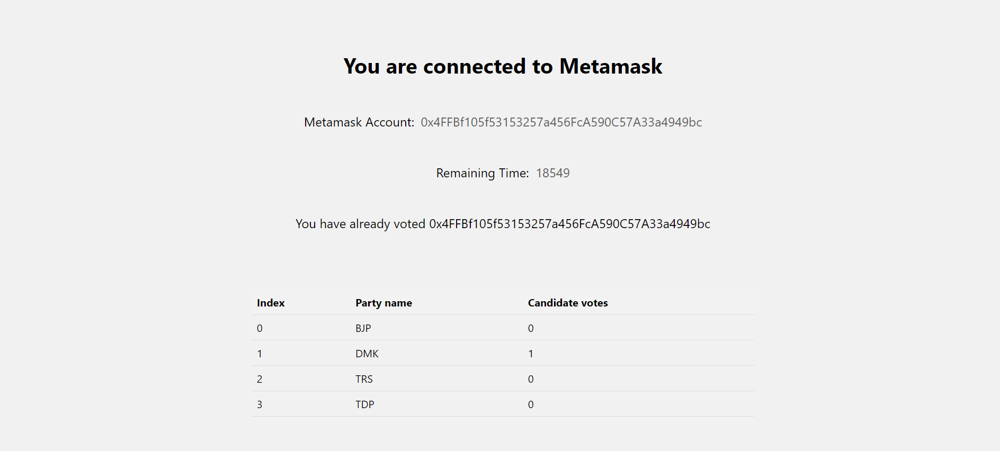 You are connected to Metamask
Metamask Account: 0x4FFBf105f53153257a456FcA590C57A33a4949bc
Remaining Time: 18549
You have already voted 0x4FFBf105f53153257a456FcA590C57A33a4949bc
Index Party name Candidate votes
0 BJP 0
1 DMK 1
2 TRS 0
3 TDP 0